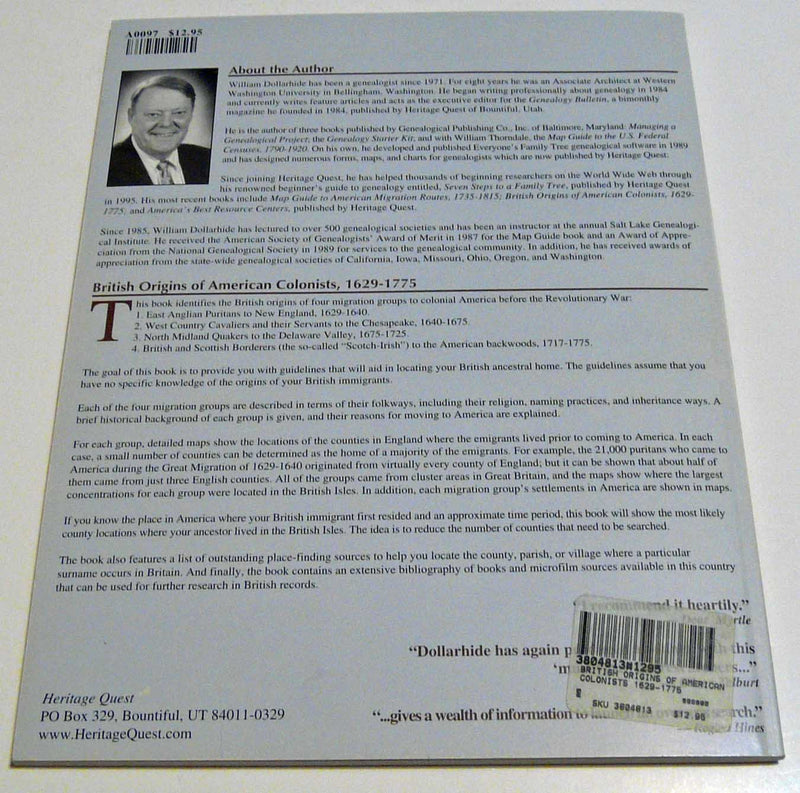 A0097 $12.95
About the Author
William Dollarhide has been a genealogist since 1971. For eight years he was an Associate Architect at Western
Washington University in Bellingham, Washington. He began writing professionally about genealogy in 1984
and currently writes feature articles and acts as the executive editor for the Genealogy Bulletin, a bimonthly
magazine he founded in 1984, published by Heritage Quest of Bountiful, Utah.
He is the author of three books published by Genealogical Publishing Co., Inc. of Baltimore, Maryland: Managing a
Genealogical Project; the Genealogy Starter Kit; and with William Thorndale, the Map Guide to the U.S. Federal
Censuses, 1790-1920. On his own, he developed and published Everyone's Family Tree genealogical software in 1989
and has designed numerous forms, maps, and charts for genealogists which are now published by Heritage Quest.
Since joining Heritage Quest, he has helped thousands of beginning researchers on the World Wide Web through
his renowned beginner's guide to genealogy entitled, Seven Steps to a Family Tree, published by Heritage Quest
in 1995. His most recent books include Map Guide to American Migration Routes, 1735-1815; British Origins of American Colonists, 1629-
1775, and America's Best Resource Centers, published by Heritage Quest.
Since 1985, William Dollarhide has lectured to over 500 genealogical societies and has been an instructor at the annual Salt Lake Genealogi-
cal Institute. He received the American Society of Genealogists' Award of Merit in 1987 for the Map Guide book and an Award of Appre-
ciation from the National Genealogical Society in 1989 for services to the genealogical community. In addition, he has received awards of
appreciation from the state-wide genealogical societies of California, Iowa, Missouri, Ohio, Oregon, and Washington.
British Origins of American Colonists, 1629-1775
This book identifies the British origins of four migration groups to colonial America before the Revolutionary War:
1. East Anglian Puritans to New England, 1629-1640.
2. West Country Cavaliers and their Servants to the Chesapeake, 1640-1675.
3. North Midland Quakers to the Delaware Valley, 1675-1725.
4. British and Scottish Borderers (the so-called "Scotch-Irish") to the American backwoods, 1717-1775.
The goal of this book is to provide you with guidelines that will aid in locating your British ancestral home. The guidelines assume that you
have no specific knowledge of the origins of your British immigrants.
Each of the four migration groups are described in terms of their folkways, including their religion, naming practices, and inheritance ways. A
brief historical background of each group is given, and their reasons for moving to America are explained.
For each group, detailed maps show the locations of the counties in England where the emigrants lived prior to coming to America. In each
case, a small number of counties can be determined as the home of a majority of the emigrants. For example, the 21,000 puritans who came to
America during the Great Migration of 1629-1640 originated from virtually every county of England; but it can be shown that about half of
them came from just three English counties. All of the groups came from cluster areas in Great Britain, and the maps show where the largest
concentrations for each group were located in the British Isles. In addition, each migration group's settlements in America are shown in maps.
If you know the place in America where your British immigrant first resided and an approximate time period, this book will show the most likely
county locations where your ancestor lived in the British Isles. The idea is to reduce the number of counties that need to be searched.
The book also features a list of outstanding place-finding sources to help you locate the county, parish, or village where a particular
surname occurs in Britain. And finally, the book contains an extensive bibliography of books and microfilm sources available in this country
that can be used for further research in British records.
"I recommend it heartily."
Myrtle
"Dollarhide has again this
3804813N1295
BRITISH ORIGINS OF AMERICAN
COLONISTS 1629-1775
SKU 3804813 $12.95
"...gives a wealth of information
Hines
Heritage Quest
PO Box 329, Bountiful, UT 84011-0329
www.HeritageQuest.com